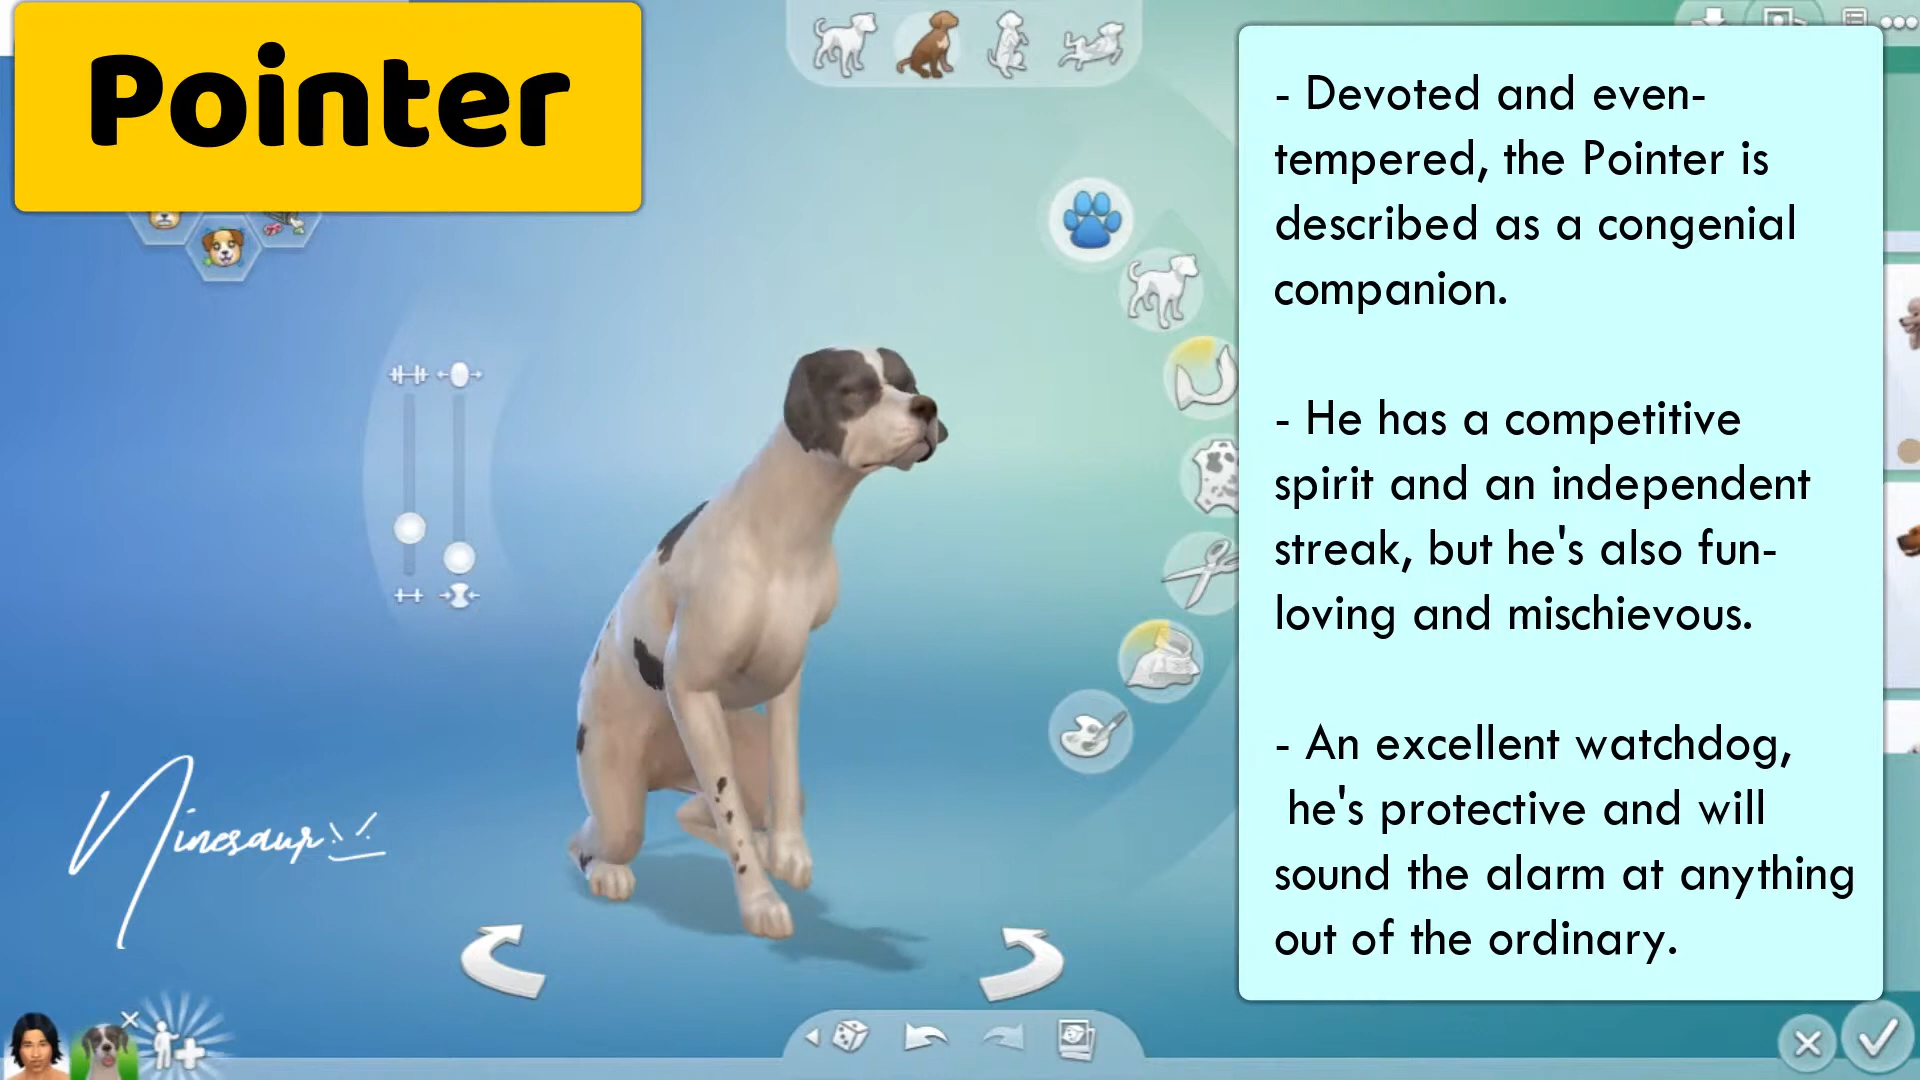 Pointer
- Devoted and even-
tempered, the Pointer is
described as a congenial
companion.
- He has a competitive
spirit and an independent
streak, but he's also fun-
loving and mischievous.
- An excellent watchdog,
he's protective and will
sound the alarm at anything
out of the ordinary.
Ninesaur